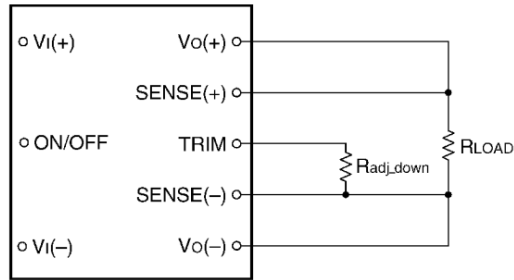 VI(+)
VO(+)
SENSE(+)
ON/OFF
TRIM
Radj_down
RLOAD
SENSE(–)
VI(–)
VO(–)